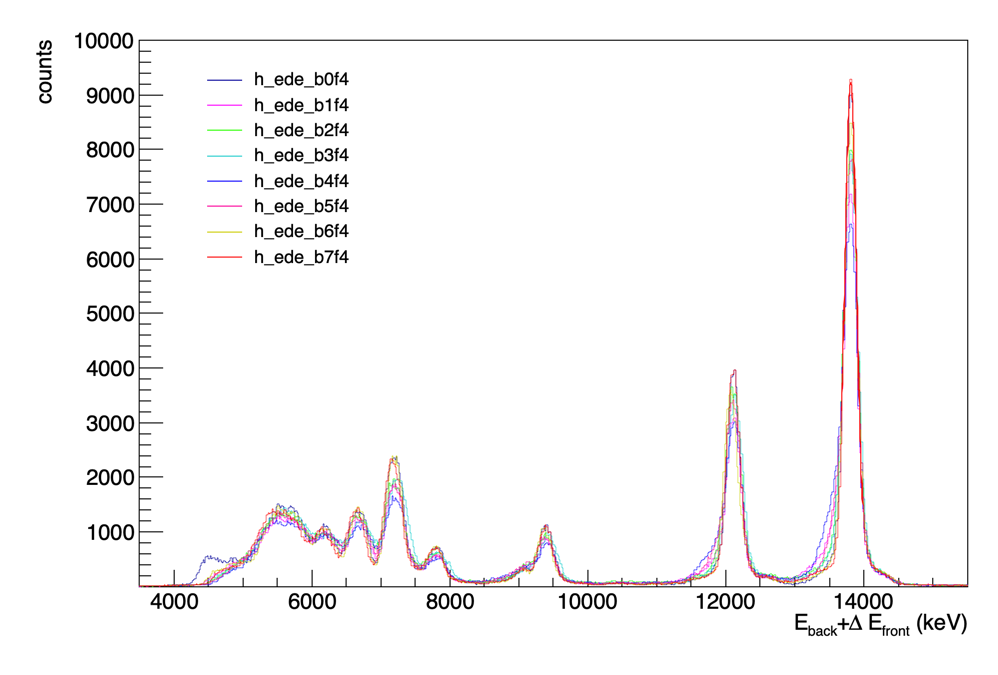 counts
10000
9000
8000
7000
6000
5000
4000
3000
2000
1000
h_ede_b0f4
h_ede_b1f4
h_ede_b2f4
h_ede_b3f4
h_ede_b4f4
h_ede_b5f4
h_ede_b6f4
h_ede_b7f4
4000 6000 8000 10000 12000 14000
E_back+Δ E_front (keV)